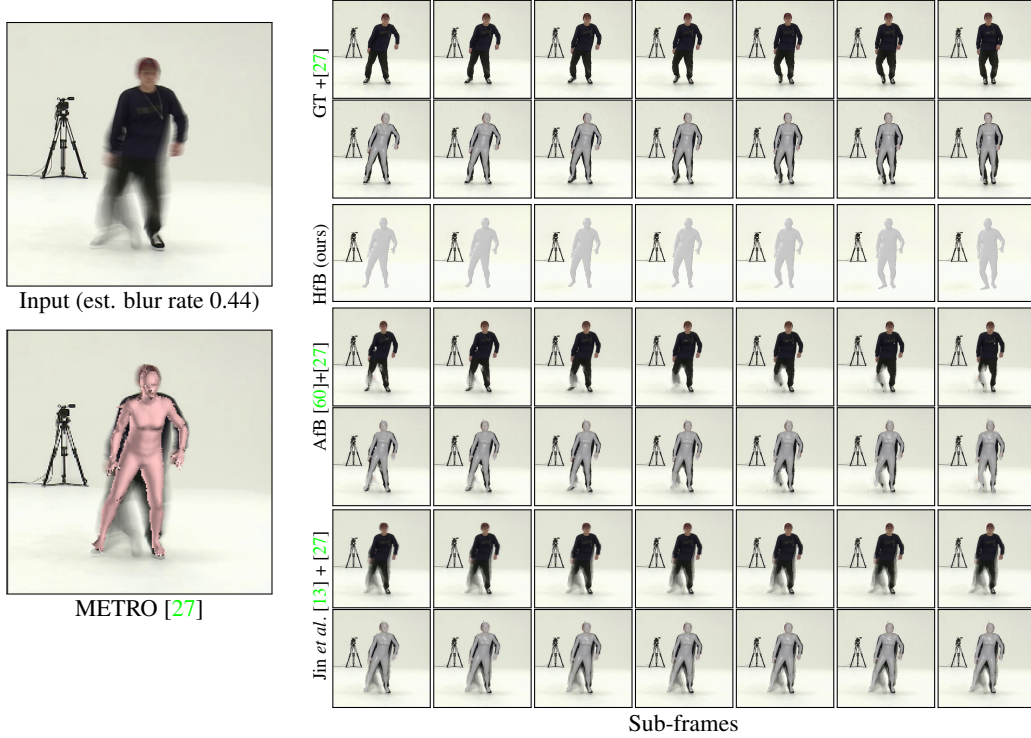 Input (est. blur rate 0.44)
METRO [27]
GT +[27]
HfB (ours)
AfB [60]+[27]
Jin et al. [13] + [27]
Sub-frames